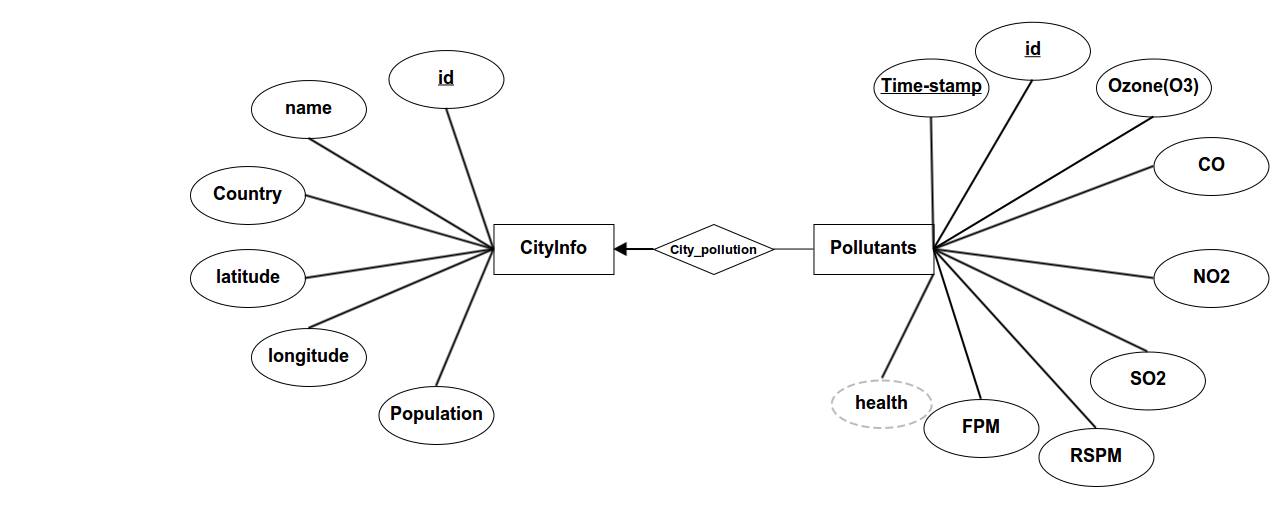 id
name
Country
latitude
longitude
Population
CityInfo
City_pollution
Pollutants
Time-stamp
id
Ozone(O3)
CO
NO2
SO2
RSPM
FPM
health